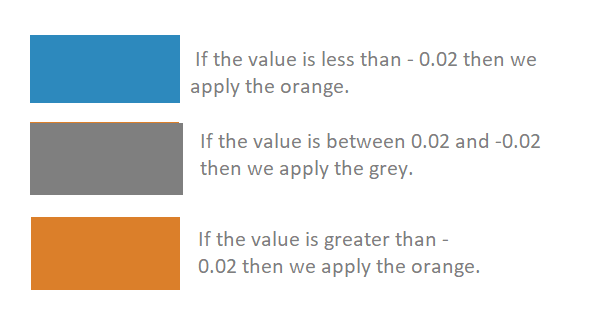 If the value is less than - 0.02 then we
apply the orange.
If the value is between 0.02 and -0.02
then we apply the grey.
If the value is greater than -
0.02 then we apply the orange.